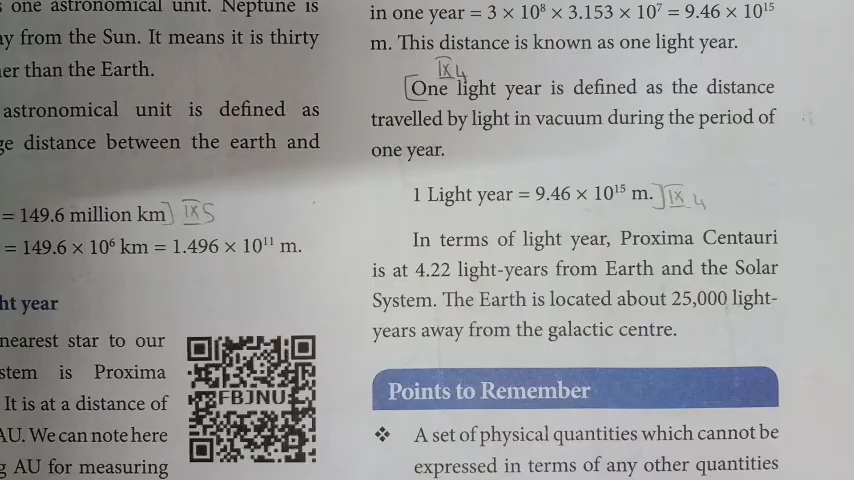 one astronomical unit. Neptune is
from the Sun. It means it is thirty
than the Earth.
astronomical unit is defined as
distance between the earth and
= 149.6 million km] IX 5
= 149.6 × 10⁶ km = 1.496 × 10¹¹ m.
year
nearest star to our
is Proxima
It is at a distance of
AU. We can note here
AU for measuring
FBJNU
in one year = 3 × 10⁸ × 3.153 × 10⁷ = 9.46 × 10¹⁵
m. This distance is known as one light year.
IX 4
[One light year is defined as the distance
travelled by light in vacuum during the period of
one year.
1 Light year = 9.46 × 10¹⁵ m.] IX 4
In terms of light year, Proxima Centauri
is at 4.22 light-years from Earth and the Solar
System. The Earth is located about 25,000 light-
years away from the galactic centre.
Points to Remember
❖ A set of physical quantities which cannot be
expressed in terms of any other quantities